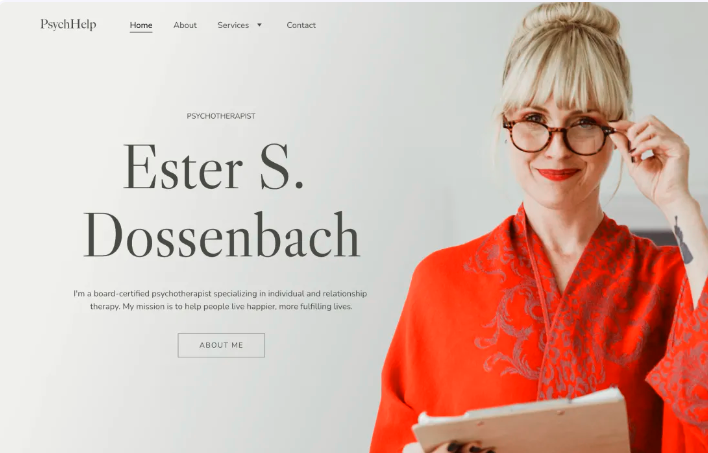 PsychHelp Home About Services Contact
PSYCHOTHERAPIST
Ester S.
Dossenbach
I'm a board-certified psychotherapist specializing in individual and relationship
therapy. My mission is to help people live happier, more fulfilling lives.
ABOUT ME